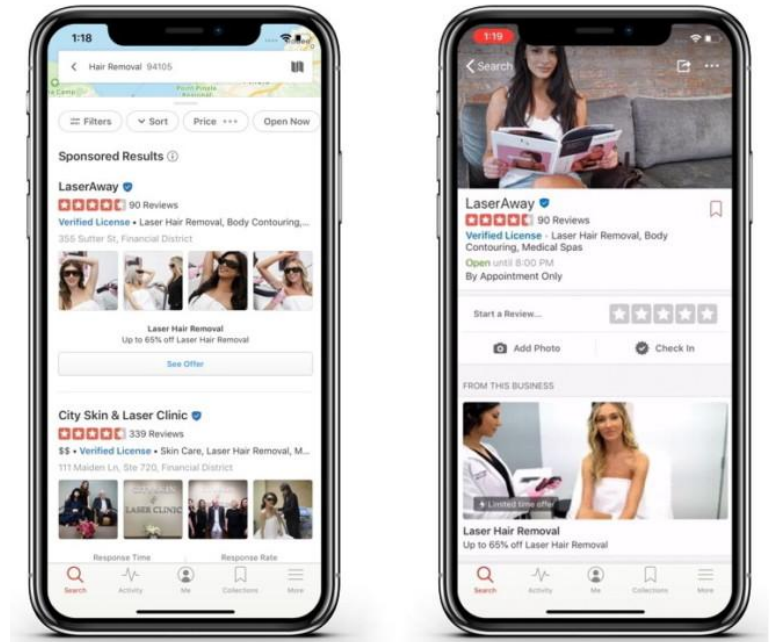 1:18
Hair Removal 94105
Point Pinole
Filters
Sort
Price
Open Now
Sponsored Results
LaserAway
90 Reviews
Verified License • Laser Hair Removal, Body Contouring,...
355 Sutter St, Financial District
Laser Hair Removal
Up to 65% off Laser Hair Removal
See Offer
City Skin & Laser Clinic
339 Reviews
$$ • Verified License • Skin Care, Laser Hair Removal, M...
111 Maiden Ln, Ste 720, Financial District
CITY SKIN
&
LASER CLINIC
Response Time
Response Rate
Search
Activity
Me
Collections
More
1:19
Search
LaserAway
90 Reviews
Verified License - Laser Hair Removal, Body
Contouring, Medical Spas
Open until 8:00 PM
By Appointment Only
Start a Review...
Add Photo
Check In
FROM THIS BUSINESS
Limited time offer
Laser Hair Removal
Up to 65% off Laser Hair Removal
Search
Activity
Me
Collections
More